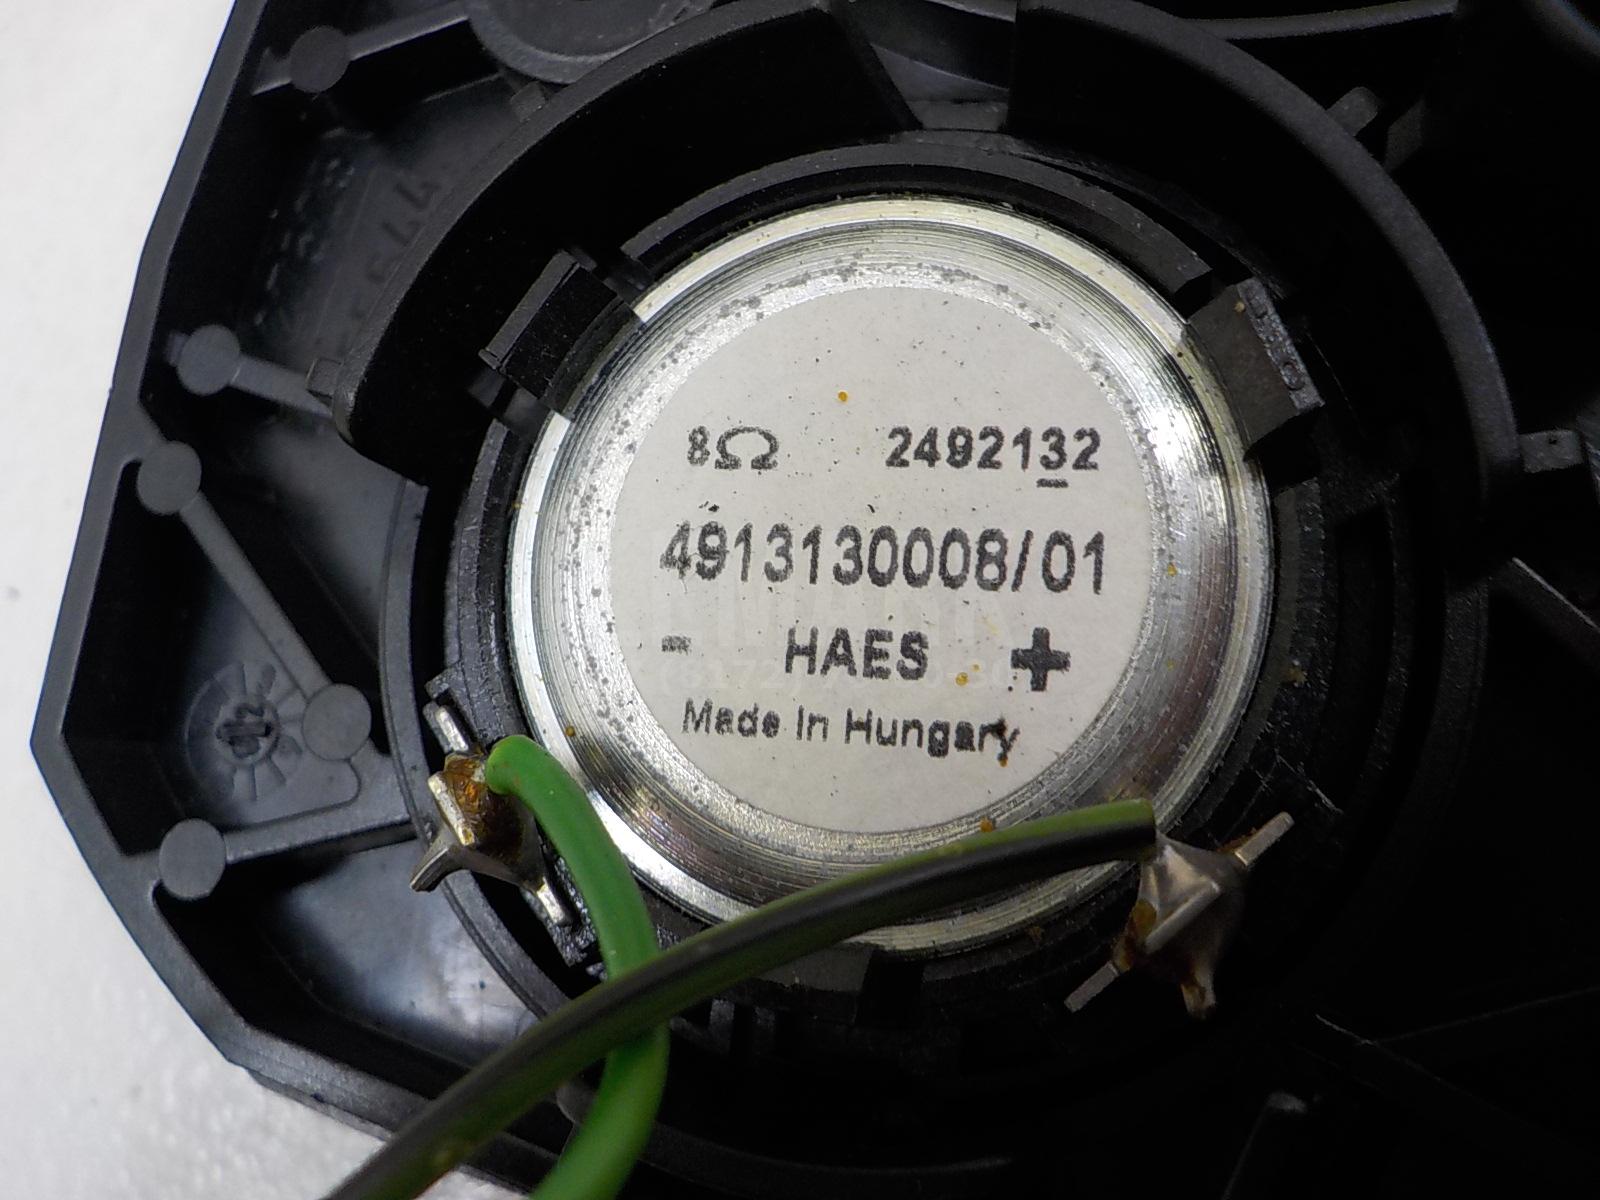 8Ω 2492132
4913130008/01
- HAES +
Made In Hungary